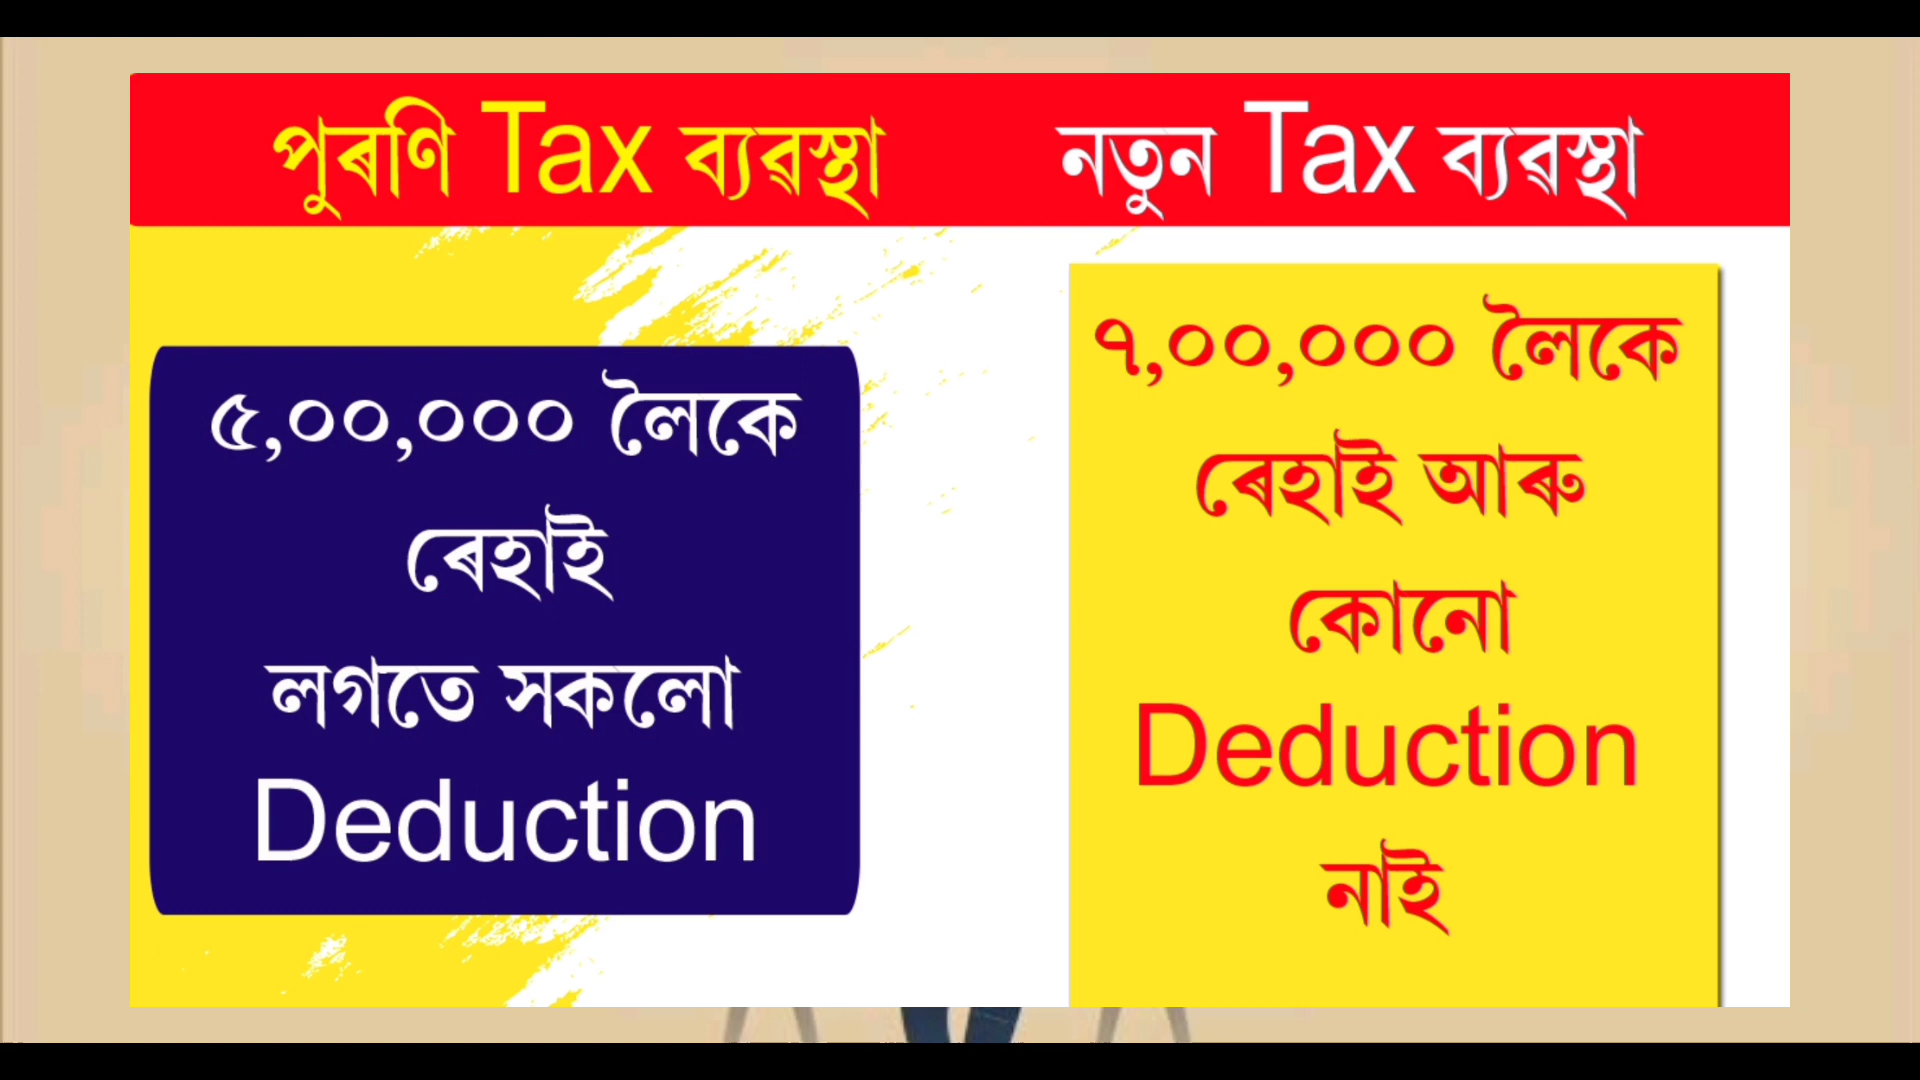 পুৰণি Tax ব্যৱস্থা
নতুন Tax ব্যৱস্থা
৫,০০,০০০ লৈকে
ৰেহাই
লগতে সকলো
Deduction
৭,০০,০০০ লৈকে
ৰেহাই আৰু
কোনো
Deduction
নাই